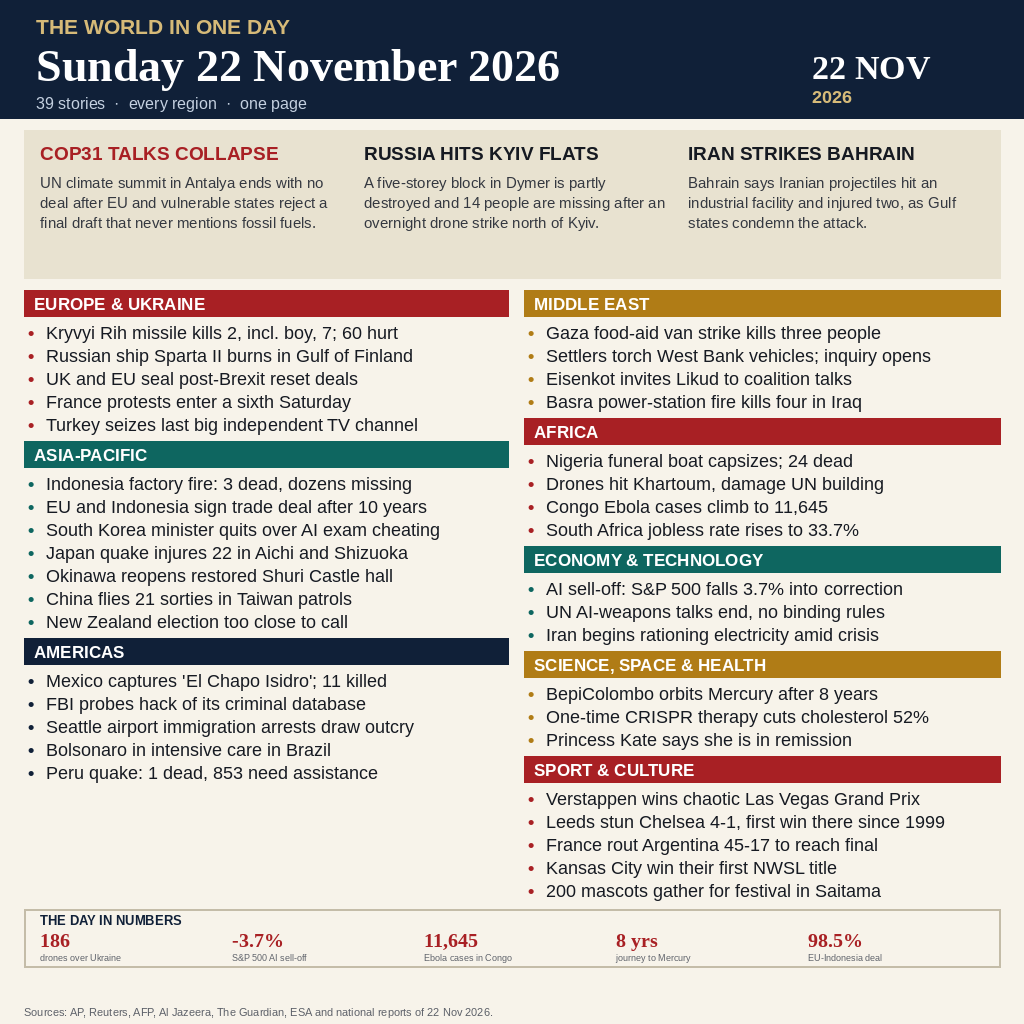 THE WORLD IN ONE DAY
Sunday 22 November 2026
39 stories · every region · one page
22 NOV
2026
COP31 TALKS COLLAPSE
UN climate summit in Antalya ends with no
deal after EU and vulnerable states reject a
final draft that never mentions fossil fuels.
RUSSIA HITS KYIV FLATS
A five-storey block in Dymer is partly
destroyed and 14 people are missing after an
overnight drone strike north of Kyiv.
IRAN STRIKES BAHRAIN
Bahrain says Iranian projectiles hit an
industrial facility and injured two, as Gulf
states condemn the attack.
EUROPE & UKRAINE
• Kryvyi Rih missile kills 2, incl. boy, 7; 60 hurt
• Russian ship Sparta II burns in Gulf of Finland
• UK and EU seal post-Brexit reset deals
• France protests enter a sixth Saturday
• Turkey seizes last big independent TV channel
ASIA-PACIFIC
• Indonesia factory fire: 3 dead, dozens missing
• EU and Indonesia sign trade deal after 10 years
• South Korea minister quits over AI exam cheating
• Japan quake injures 22 in Aichi and Shizuoka
• Okinawa reopens restored Shuri Castle hall
• China flies 21 sorties in Taiwan patrols
• New Zealand election too close to call
AMERICAS
• Mexico captures 'El Chapo Isidro'; 11 killed
• FBI probes hack of its criminal database
• Seattle airport immigration arrests draw outcry
• Bolsonaro in intensive care in Brazil
• Peru quake: 1 dead, 853 need assistance
MIDDLE EAST
• Gaza food-aid van strike kills three people
• Settlers torch West Bank vehicles; inquiry opens
• Eisenkot invites Likud to coalition talks
• Basra power-station fire kills four in Iraq
AFRICA
• Nigeria funeral boat capsizes; 24 dead
• Drones hit Khartoum, damage UN building
• Congo Ebola cases climb to 11,645
• South Africa jobless rate rises to 33.7%
ECONOMY & TECHNOLOGY
• AI sell-off: S&P 500 falls 3.7% into correction
• UN AI-weapons talks end, no binding rules
• Iran begins rationing electricity amid crisis
SCIENCE, SPACE & HEALTH
• BepiColombo orbits Mercury after 8 years
• One-time CRISPR therapy cuts cholesterol 52%
• Princess Kate says she is in remission
SPORT & CULTURE
• Verstappen wins chaotic Las Vegas Grand Prix
• Leeds stun Chelsea 4-1, first win there since 1999
• France rout Argentina 45-17 to reach final
• Kansas City win their first NWSL title
• 200 mascots gather for festival in Saitama
THE DAY IN NUMBERS
186
drones over Ukraine
-3.7%
S&P 500 AI sell-off
11,645
Ebola cases in Congo
8 yrs
journey to Mercury
98.5%
EU-Indonesia deal
Sources: AP, Reuters, AFP, Al Jazeera, The Guardian, ESA and national reports of 22 Nov 2026.